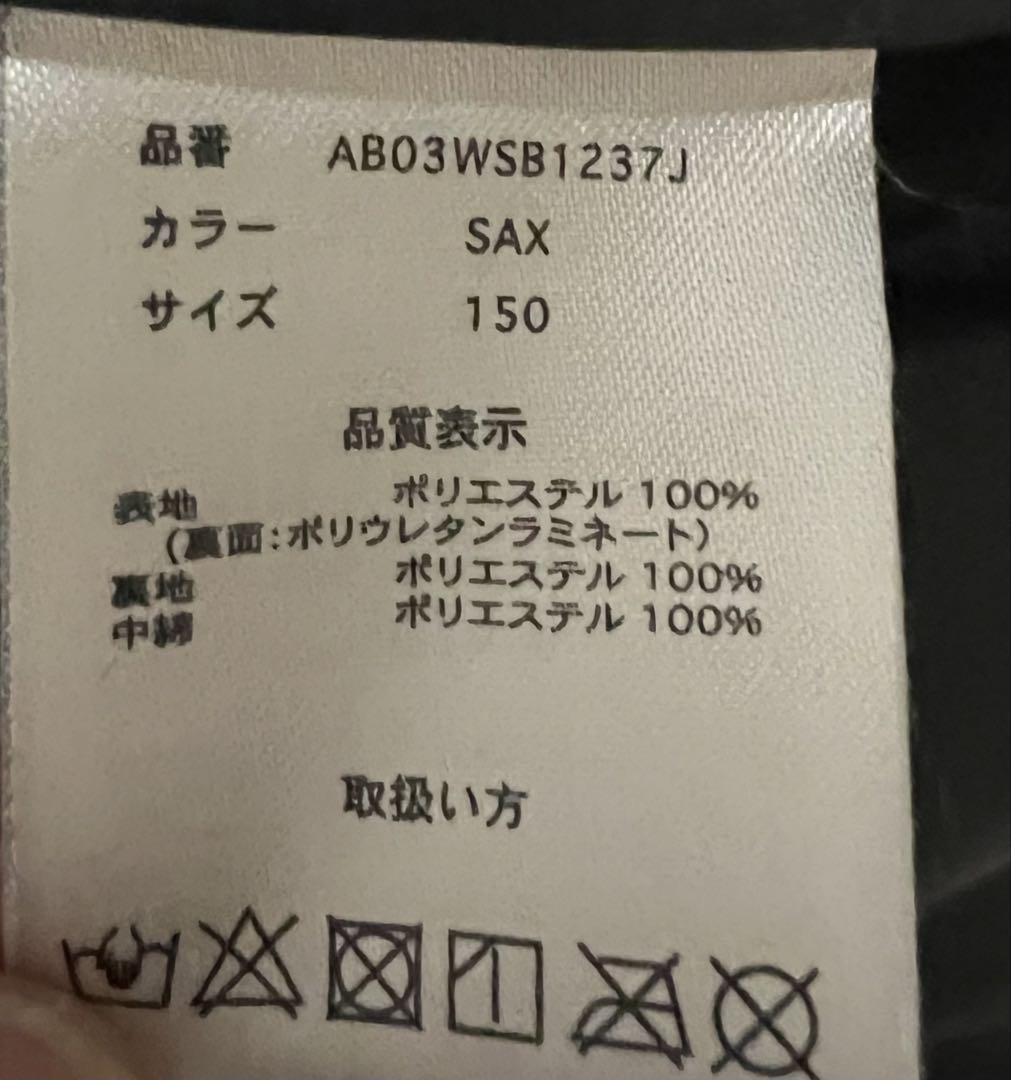 品番 AB03WSB1237J
カラー SAX
サイズ 150
品質表示
表地 ポリエステル 100%
(裏面:ポリウレタンラミネート)
裏地 ポリエステル 100%
中綿 ポリエステル 100%
取扱い方